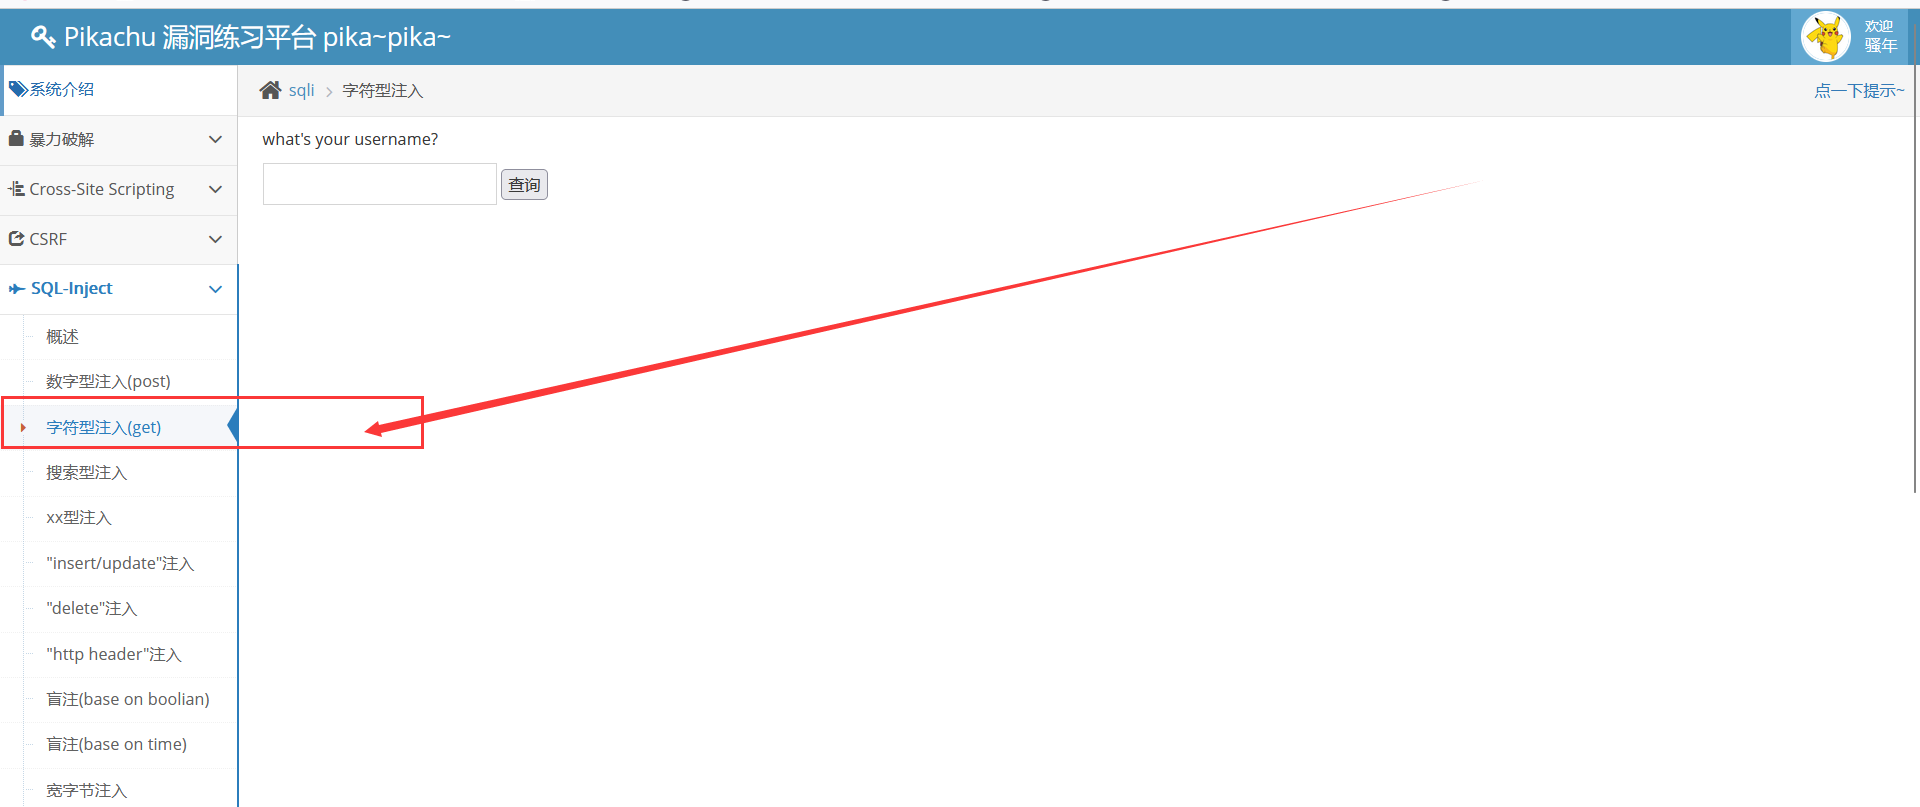 Pikachu 漏洞练习平台 pika~pika~
欢迎
骚年
系统介绍
sqli
字符型注入
点一下提示~
暴力破解
what's your username?
查询
Cross-Site Scripting
CSRF
SQL-Inject
概述
数字型注入(post)
字符型注入(get)
搜索型注入
xx型注入
"insert/update"注入
"delete"注入
"http header"注入
盲注(base on boolian)
盲注(base on time)
宽字节注入